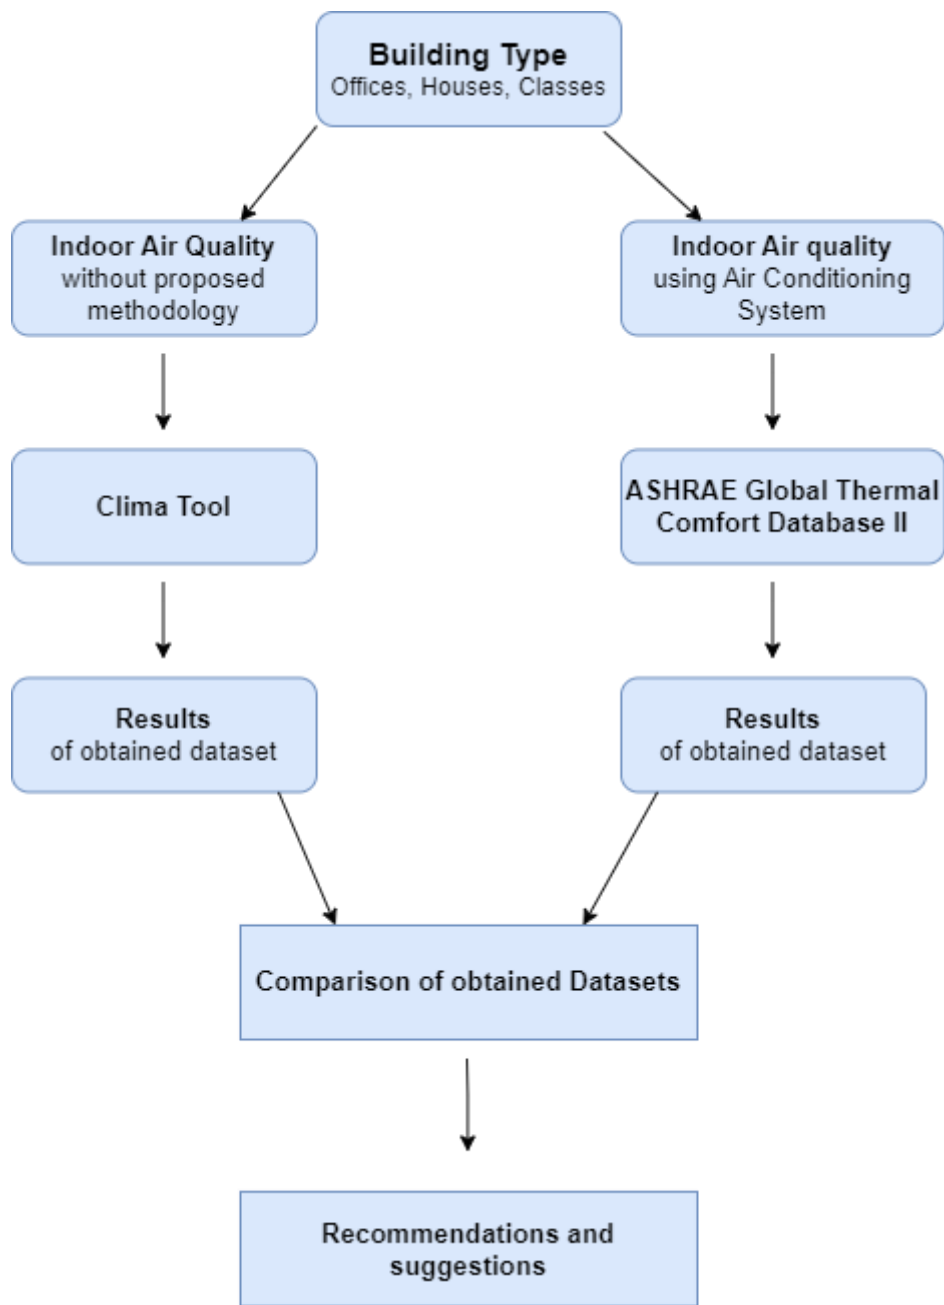 Building Type
Offices, Houses, Classes
Indoor Air Quality
without proposed
methodology
Indoor Air quality
using Air Conditioning
System
Clima Tool
ASHRAE Global Thermal
Comfort Database II
Results
of obtained dataset
Results
of obtained dataset
Comparison of obtained Datasets
Recommendations and
suggestions